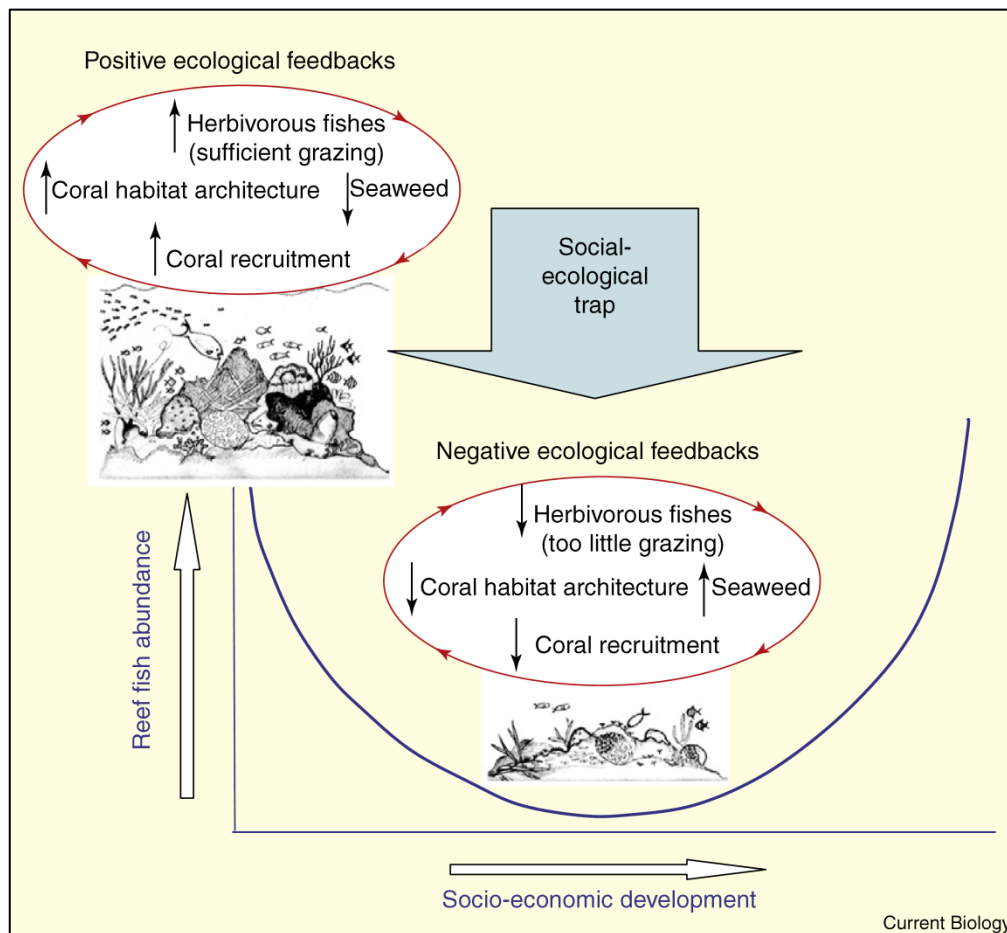 Positive ecological feedbacks
Herbivorous fishes
(sufficient grazing)
Coral habitat architecture
Seaweed
Coral recruitment
Social-
ecological
trap
Negative ecological feedbacks
Herbivorous fishes
(too little grazing)
Coral habitat architecture
Seaweed
Coral recruitment
Reef fish abundance
Socio-economic development
Current Biology